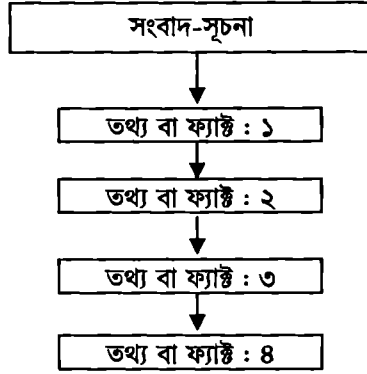 সংবাদ-সূচনা
তথ্য বা ফ্যাক্ট : ১
তথ্য বা ফ্যাক্ট : ২
তথ্য বা ফ্যাক্ট : ৩
তথ্য বা ফ্যাক্ট : ৪